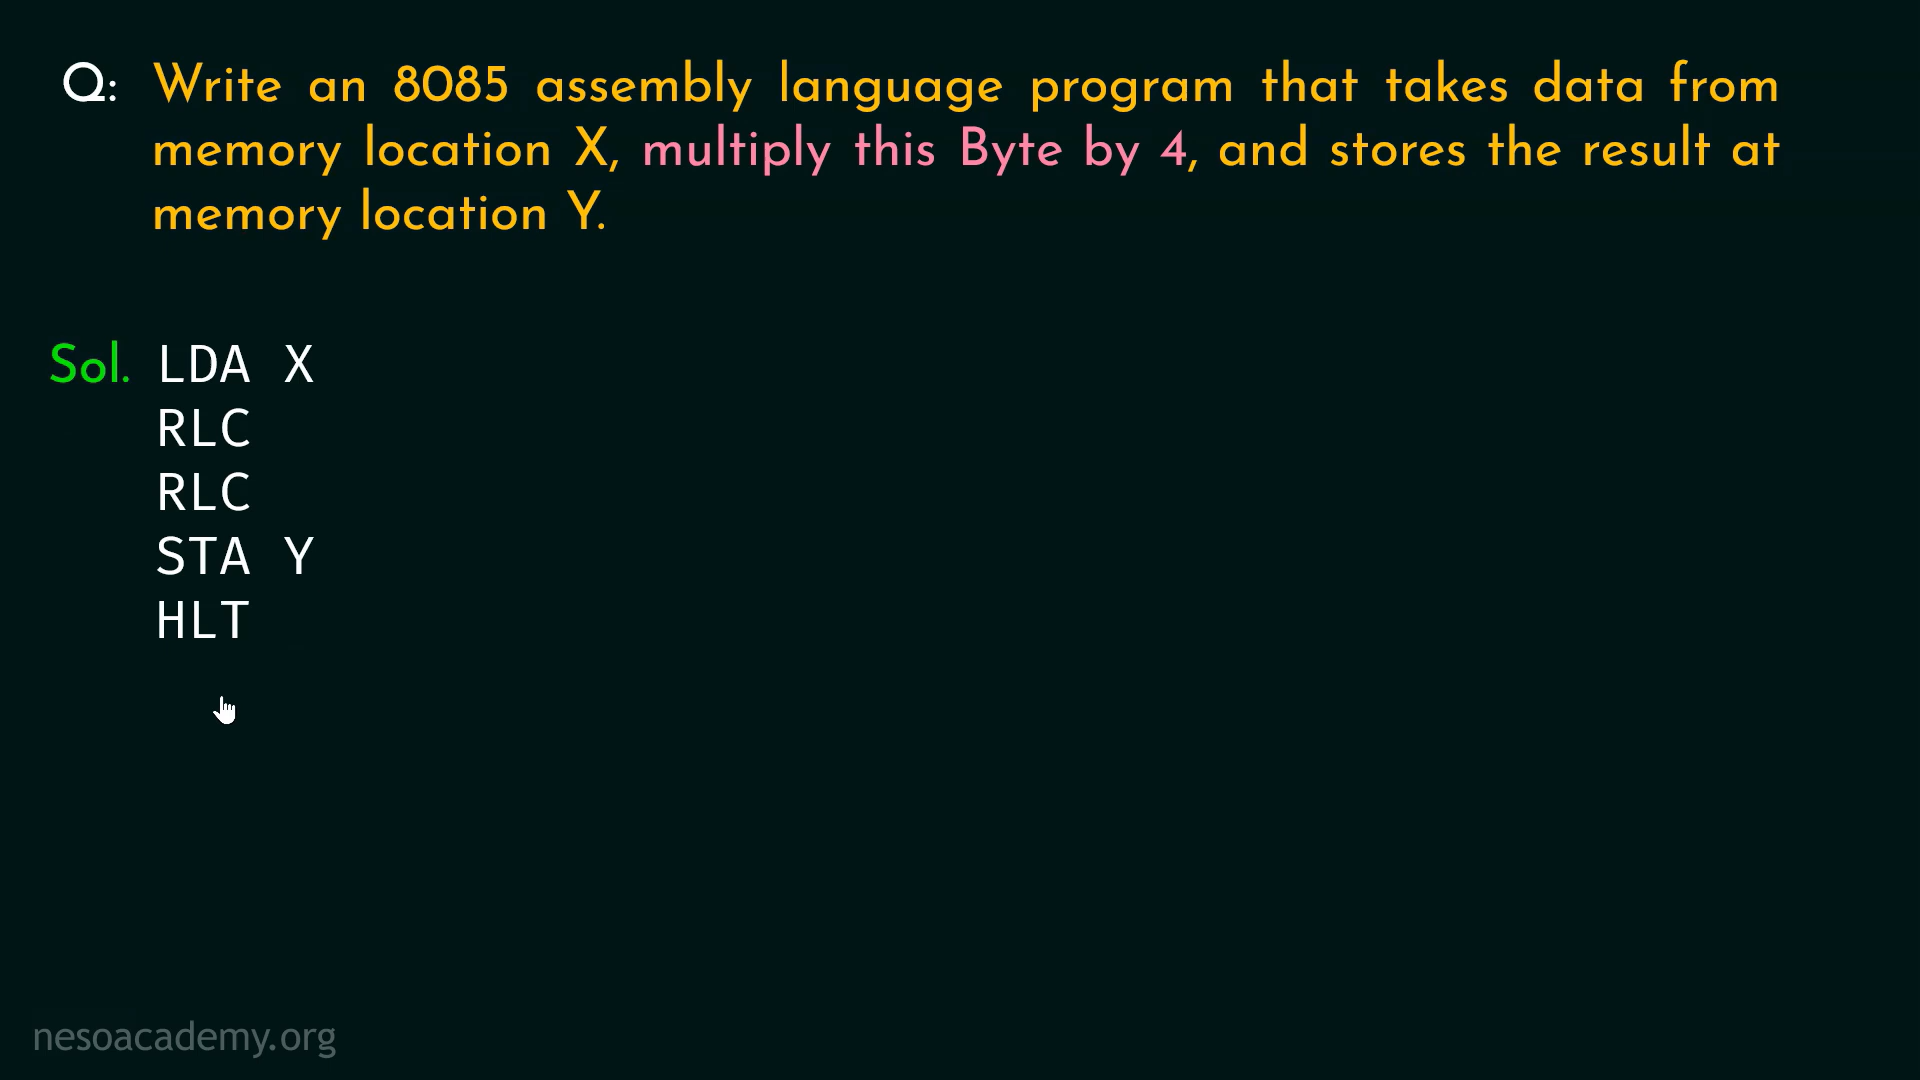 Q: Write an 8085 assembly language program that takes data from
memory location X, multiply this Byte by 4, and stores the result at
memory location Y.
Sol. LDA X
RLC
RLC
STA Y
HLT
nesoacademy.org